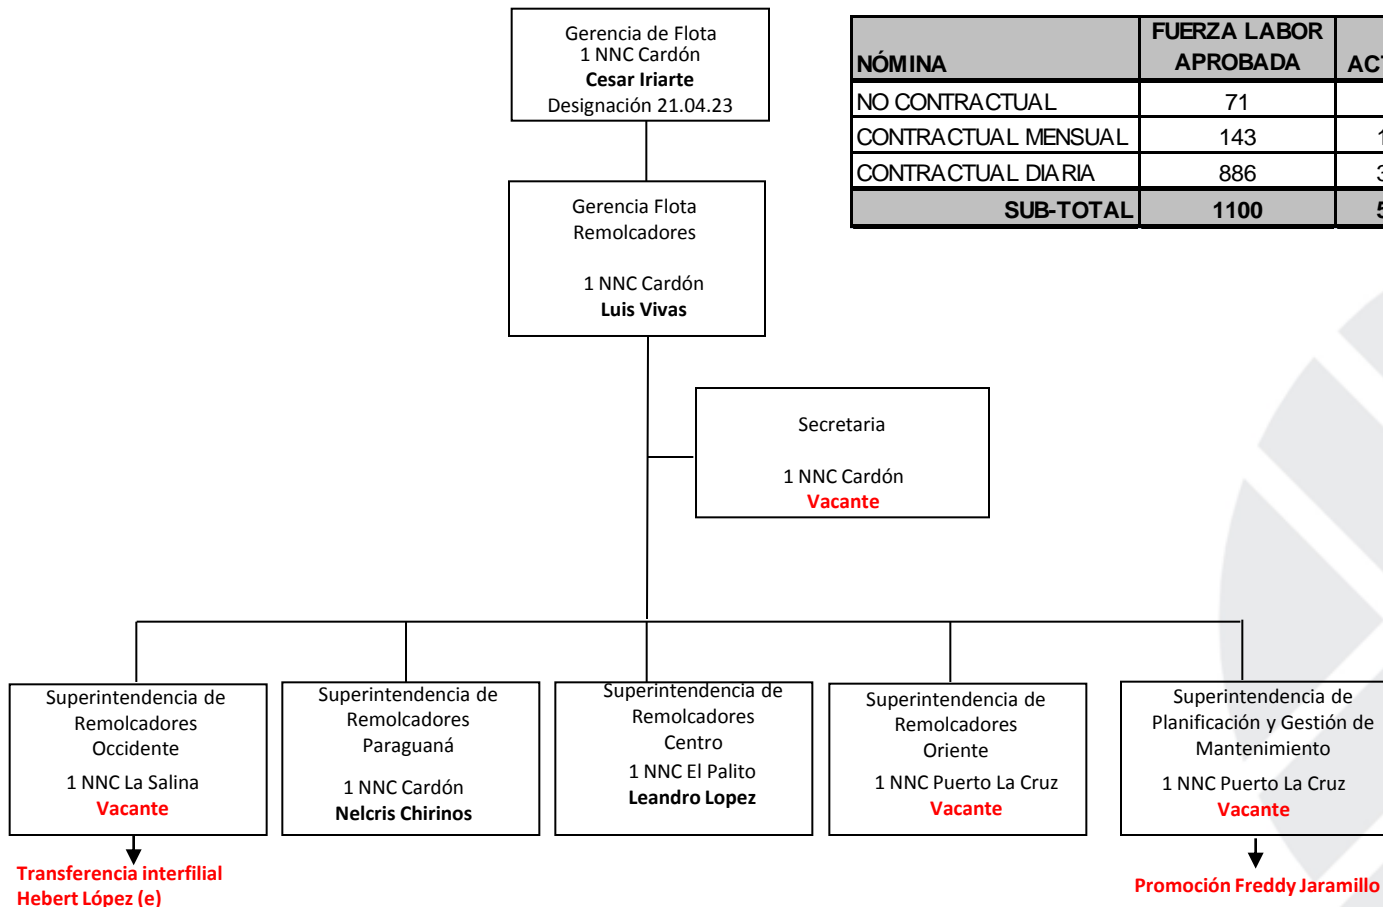 Gerencia de Flota
1 NNC Cardón
Cesar Iriarte
Designación 21.04.23
NÓMINA FUERZA LABOR APROBADA
NO CONTRACTUAL 71
CONTRACTUAL MENSUAL 143
CONTRACTUAL DIARIA 886
SUB-TOTAL 1100
Gerencia Flota
Remolcadores
1 NNC Cardón
Luis Vivas
Secretaria
1 NNC Cardón
Vacante
Superintendencia de
Remolcadores
Occidente
1 NNC La Salina
Vacante
Transferencia interfilial
Hebert López (e)
Superintendencia de
Remolcadores
Paraguaná
1 NNC Cardón
Nelcris Chirinos
Superintendencia de
Remolcadores
Centro
1 NNC El Palito
Leandro Lopez
Superintendencia de
Remolcadores
Oriente
1 NNC Puerto La Cruz
Vacante
Superintendencia de
Planificación y Gestión de
Mantenimiento
1 NNC Puerto La Cruz
Vacante
Promoción Freddy Jaramillo